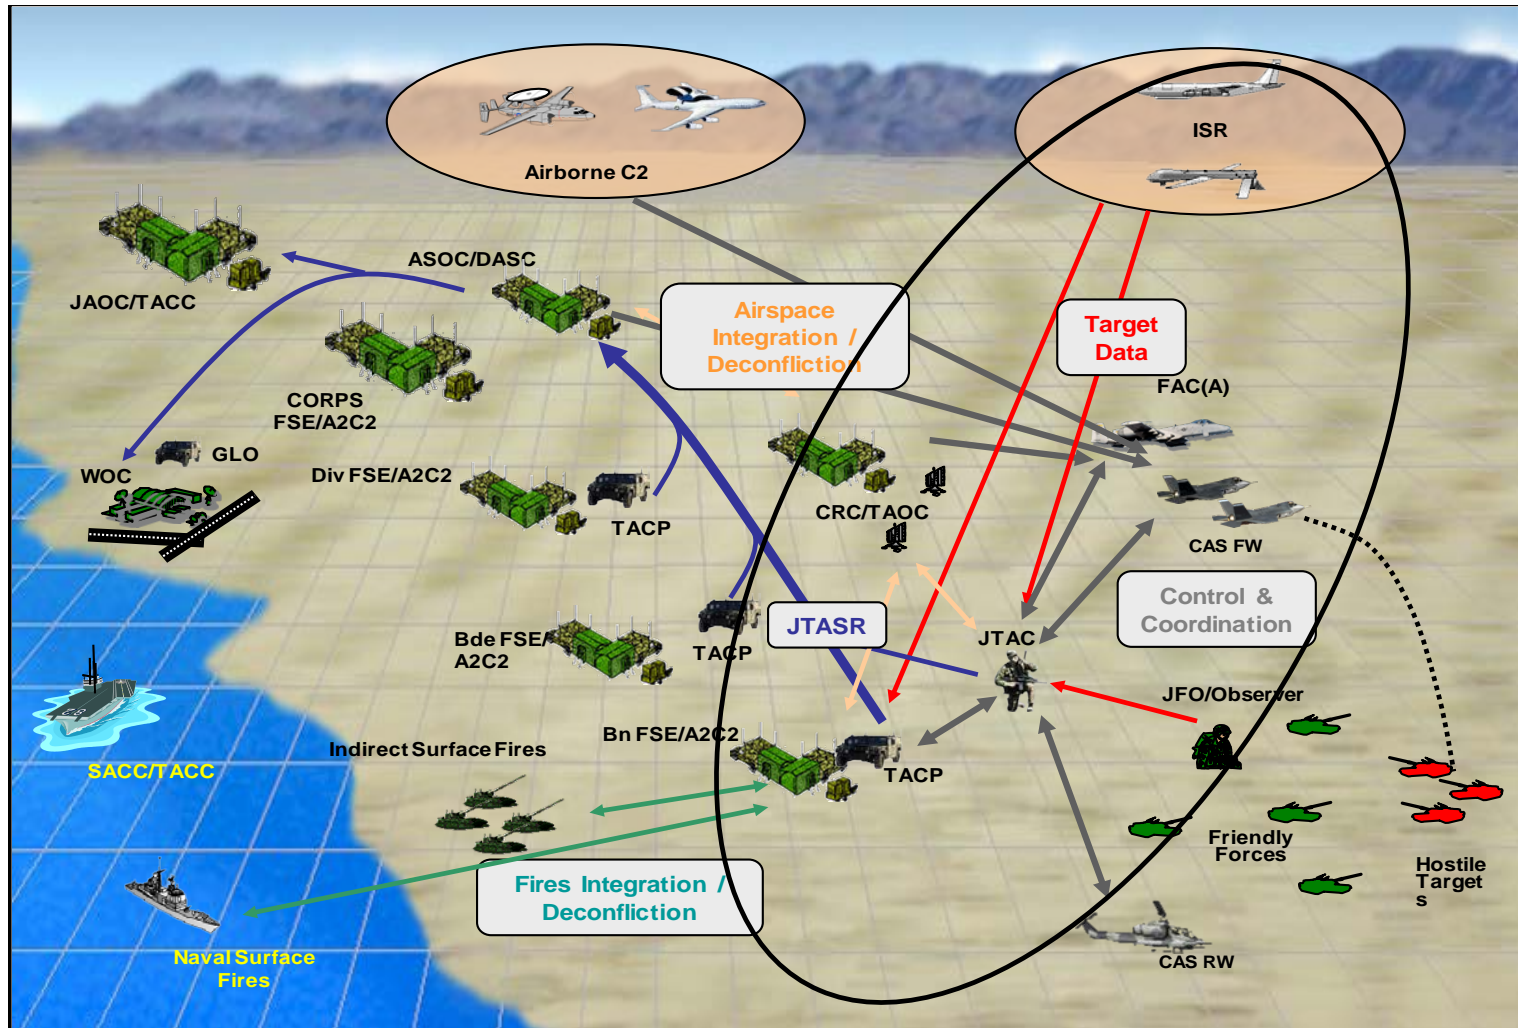 ISR
Airborne C2
ASOC/DASC
JAOC/TACC
Airspace
Integration /
Deconfliction
Target
Data
FAC(A)
CORPS
FSE/A2C2
GLO
WOC
Div FSE/A2C2
TACP
CRC/TAOC
CAS FW
Control &
Coordination
JTASR
JTAC
Bde FSE/
A2C2
TACP
JFO/Observer
Bn FSE/A2C2
Indirect Surface Fires
SACC/TACC
TACP
82
Friendly
Forces
Hostile
Target
s
Fires Integration /
Deconfliction
Naval Surface
Fires
CAS RW